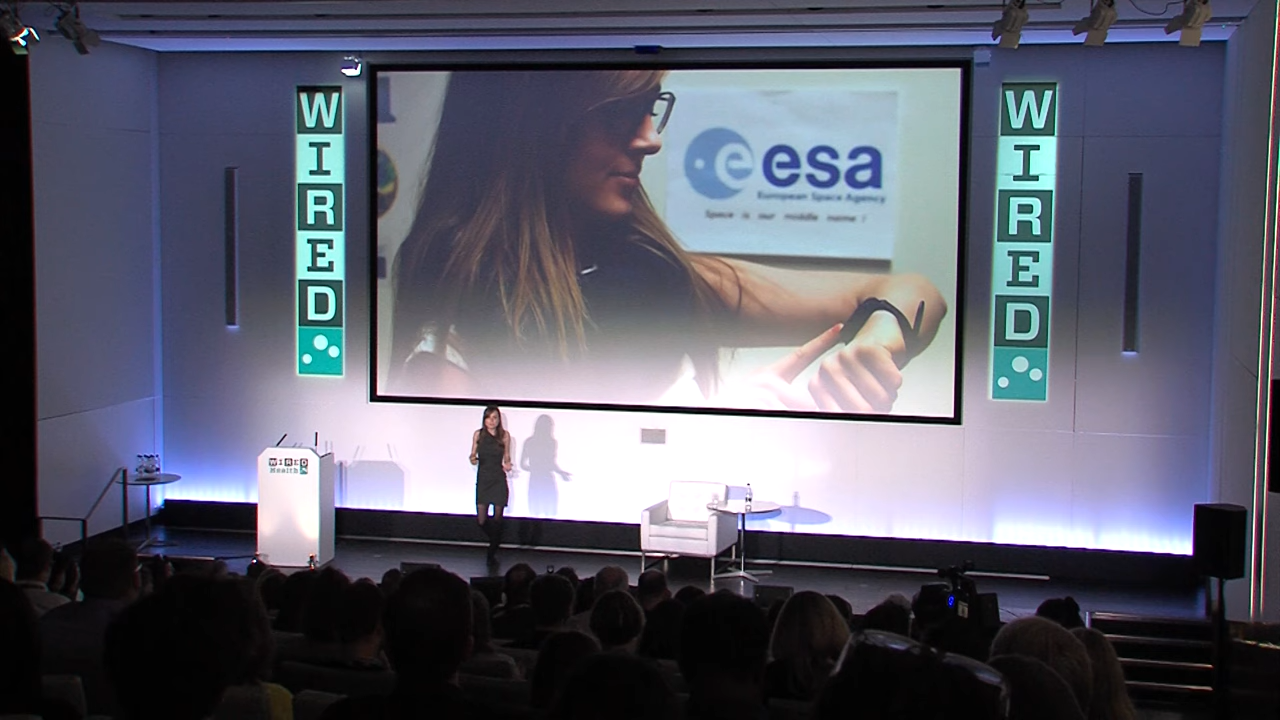 WIRED
e esa
European Space Agency
Space is our middle name !
WIRED
WIRED
Health